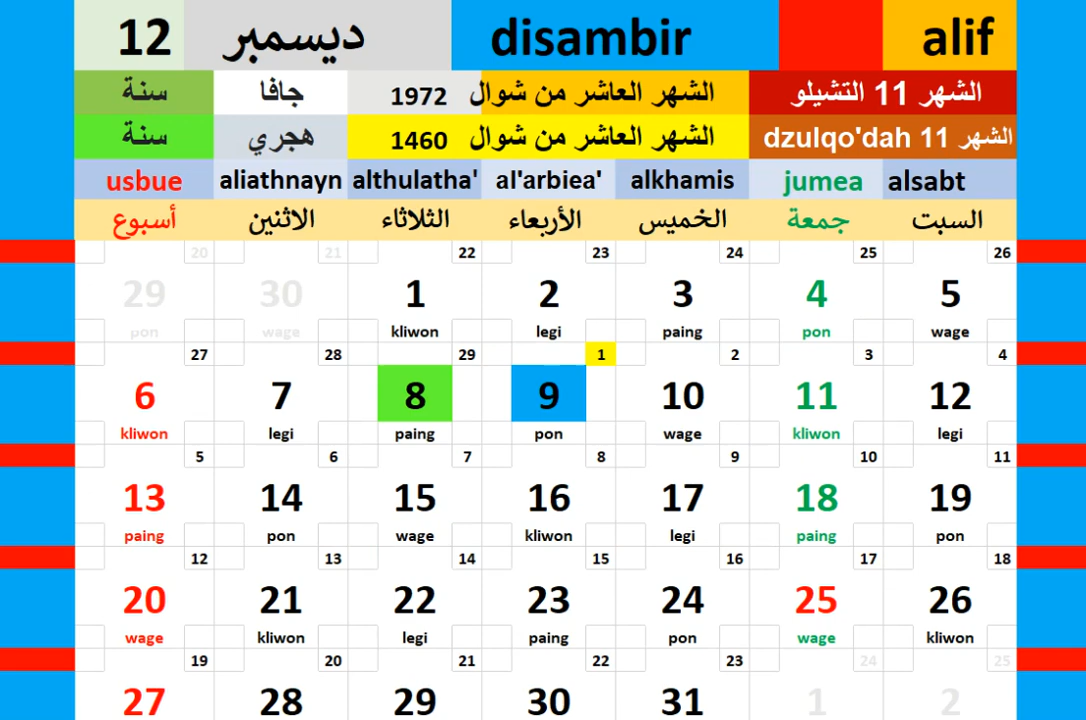 12 ديسمبر disambir alif
سنة جافا 1972 الشهر العاشر من شوال الشهر 11 التشيلو
سنة هجري 1460 الشهر العاشر من شوال الشهر 11 dzulqo'dah
usbue aliathnayn althulatha' al'arbiea' alkhamis jumea alsabt
أسبوع الاثنين الثلاثاء الأربعاء الخميس جمعة السبت
20 21 22 23 24 25 26
29 30 1 2 3 4 5
pon wage kliwon legi paing pon wage
27 28 29 1 2 3 4
6 7 8 9 10 11 12
kliwon legi paing pon wage kliwon legi
5 6 7 8 9 10 11
13 14 15 16 17 18 19
paing pon wage kliwon legi paing pon
12 13 14 15 16 17 18
20 21 22 23 24 25 26
wage kliwon legi paing pon wage kliwon
19 20 21 22 23 24 25
27 28 29 30 31 1 2